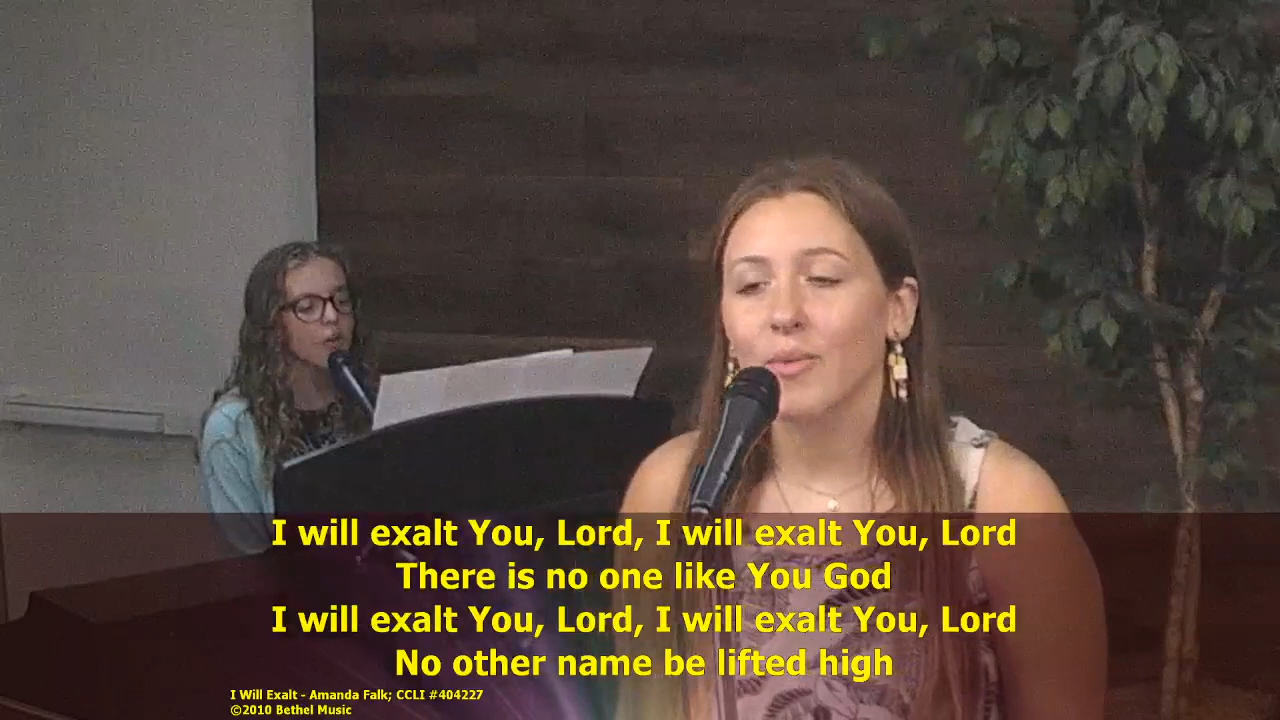 I will exalt You, Lord, I will exalt You, Lord
There is no one like You God
I will exalt You, Lord, I will exalt You, Lord
No other name be lifted high
I Will Exalt - Amanda Falk; CCLI #404227
©2010 Bethel Music